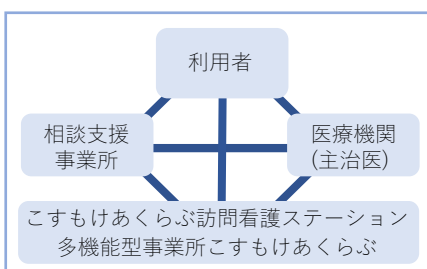 利用者
相談支援
事業所
医療機関
(主治医)
こすもけあくらぶ訪問看護ステーション
多機能型事業所こすもけあくらぶ